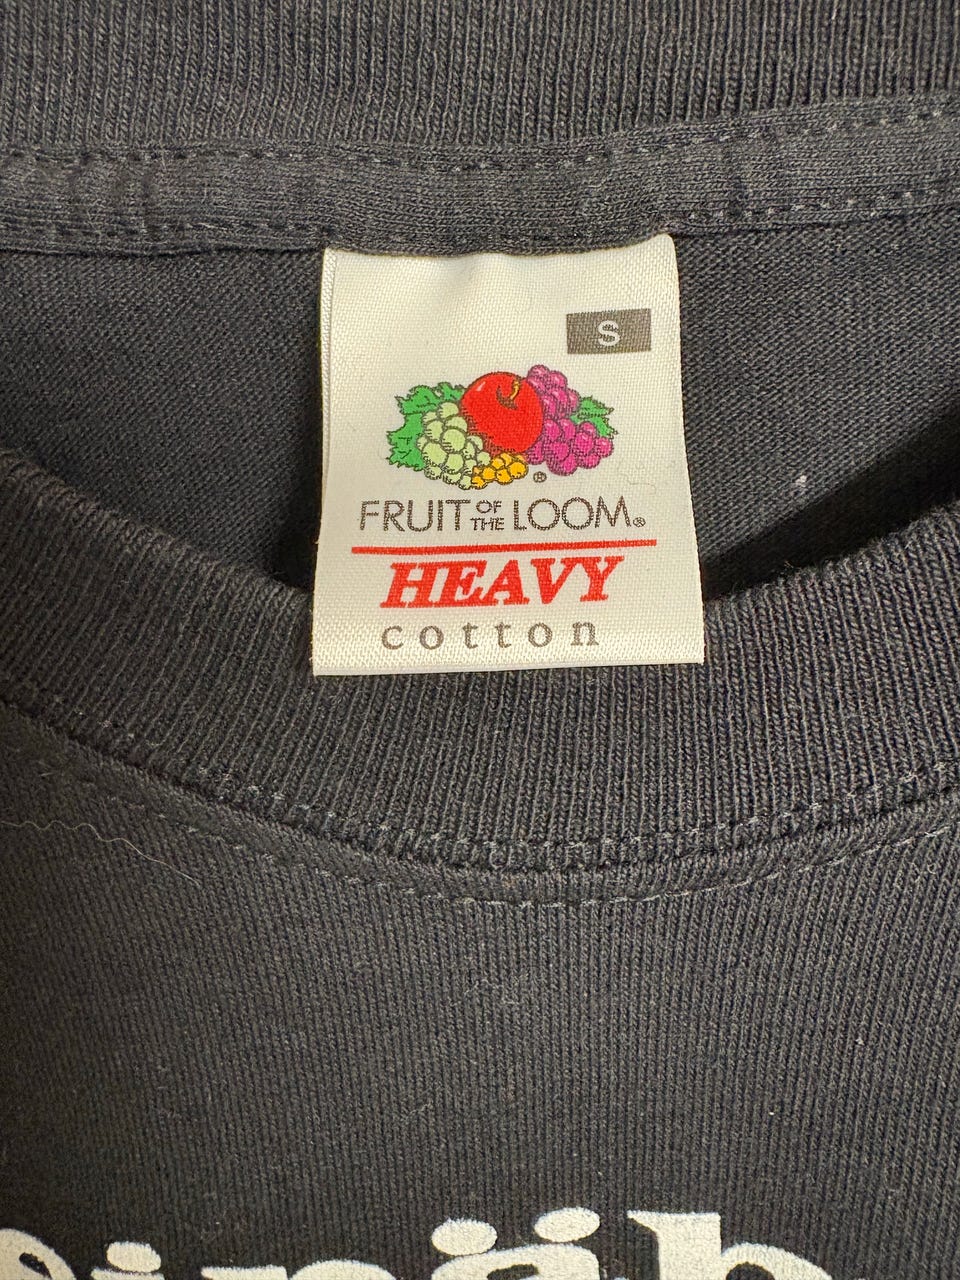 S
®
FRUIT OF THE LOOM®
HEAVY
cotton